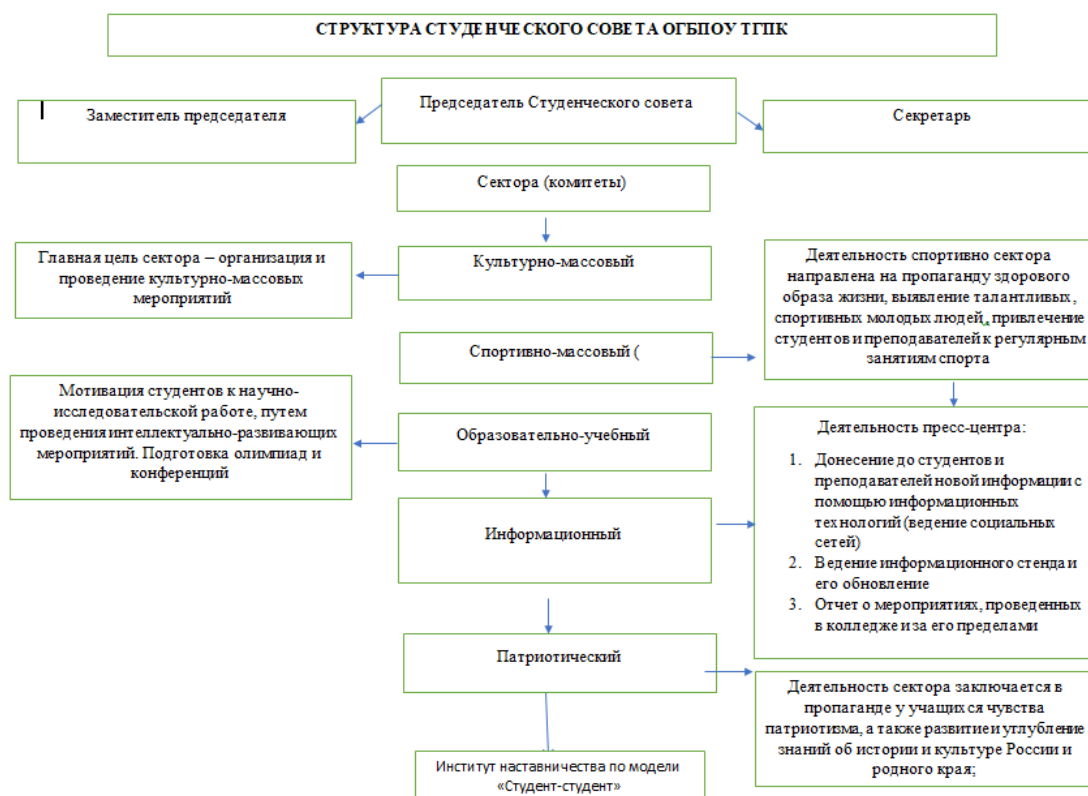 СТРУКТУРА СТУДЕНЧЕСКОГО СОВЕТА ОГБПОУ ТГПК
Председатель Студенческого совета
Заместитель председателя
Секретарь
Сектора (комитеты)
Культурно-массовый
Главная цель сектора – организация и
проведение культурно-массовых
мероприятий
Деятельность спортивно сектора
направлена на пропаганду здорового
образа жизни, выявление талантливых ,
спортивных молодых людей, привлечение
студентов и преподавателей к регулярным
занятиям спорта
Спортивно-массовый (
Мотивация студентов к научно-
исследовательской работе, путем
проведения интеллектуально-развивающих
мероприятий. Подготовка олимпиад и
конференций
Образовательно-учебный
Деятельность пресс-центра:
1. Донесение до студентов и
преподавателей новой информации с
помощью информационных
технологий (ведение социальных
сетей)
2. Ведение информационного стенда и
его обновление
3. Отчет о мероприятиях, проведенных
в колледже и за его пределами
Информационный
Патриотический
Деятельность сектора заключается в
пропаганде у учащихся чувства
патриотизма, а также развитие и углубление
знаний об истории и культуре России и
родного края;
Институт наставничества по модели
«Студент-студент»